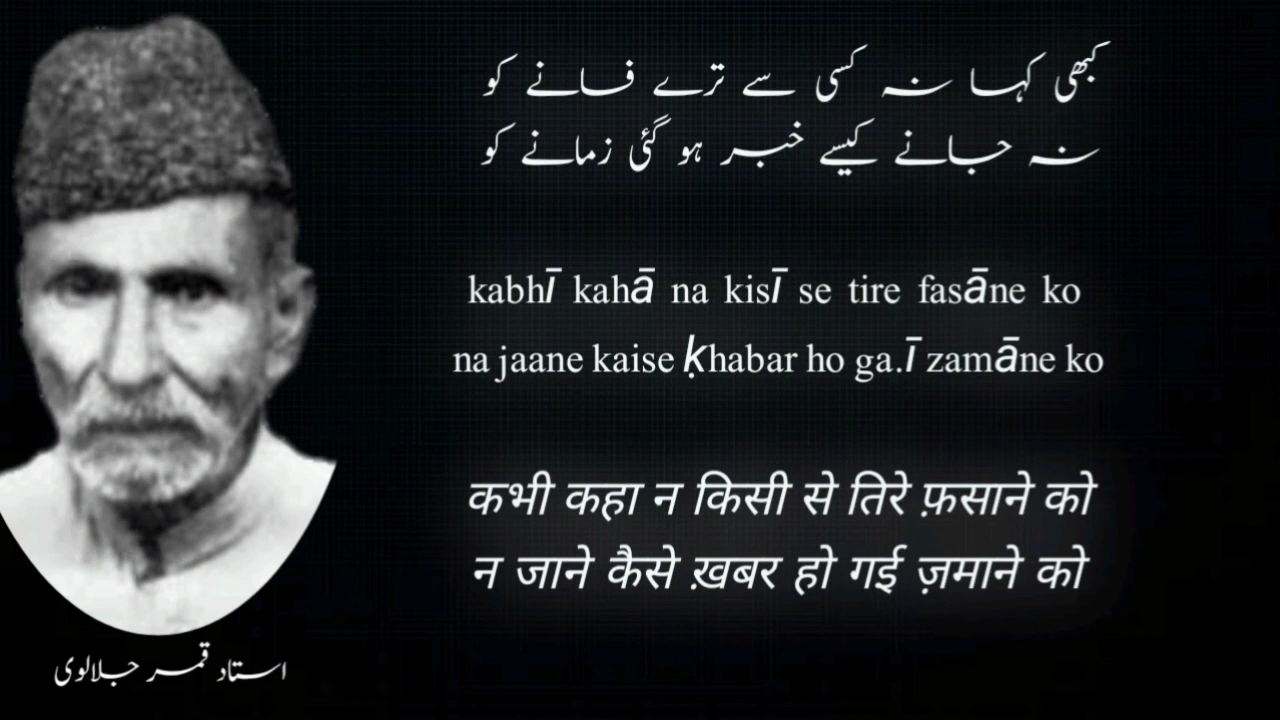 کبھی کہا نہ کسی سے ترے فسانے کو
نہ جانے کیسے خبر ہو گئی زمانے کو
kabhī kahā na kisī se tire fasāne ko
na jaane kaise ḳhabar ho ga.ī zamāne ko
कभी कहा न किसी से तिरे फ़साने को
न जाने कैसे ख़बर हो गई ज़माने को
استاد قمر جلالوی